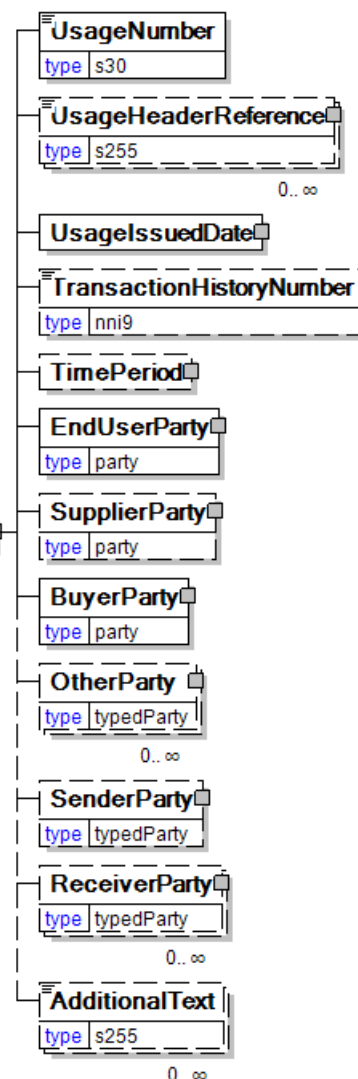 UsageNumber
type s30
UsageHeaderReference
type s255
0.. ∞
UsageIssuedDate
TransactionHistoryNumber
type nni9
TimePeriod
EndUserParty
type party
SupplierParty
type party
BuyerParty
type party
OtherParty
type typedParty
0.. ∞
SenderParty
type typedParty
ReceiverParty
type typedParty
0.. ∞
AdditionalText
type s255
0.. ∞